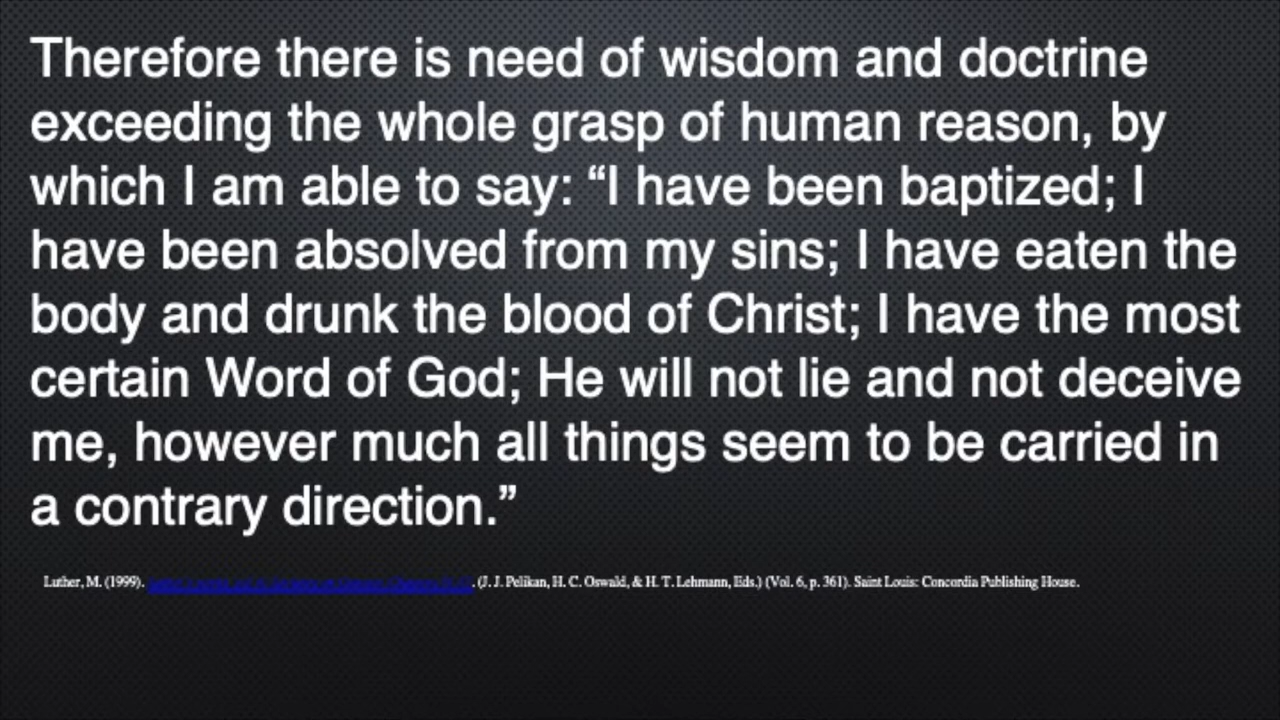 Therefore there is need of wisdom and doctrine
exceeding the whole grasp of human reason, by
which I am able to say: “I have been baptized; I
have been absolved from my sins; I have eaten the
body and drunk the blood of Christ; I have the most
certain Word of God; He will not lie and not deceive
me, however much all things seem to be carried in
a contrary direction.”
Luther, M. (1999). . (J. J. Pelikan, H. C. Oswald, & H. T. Lehmann, Eds.) (Vol. 6, p. 361). Saint Louis: Concordia Publishing House.